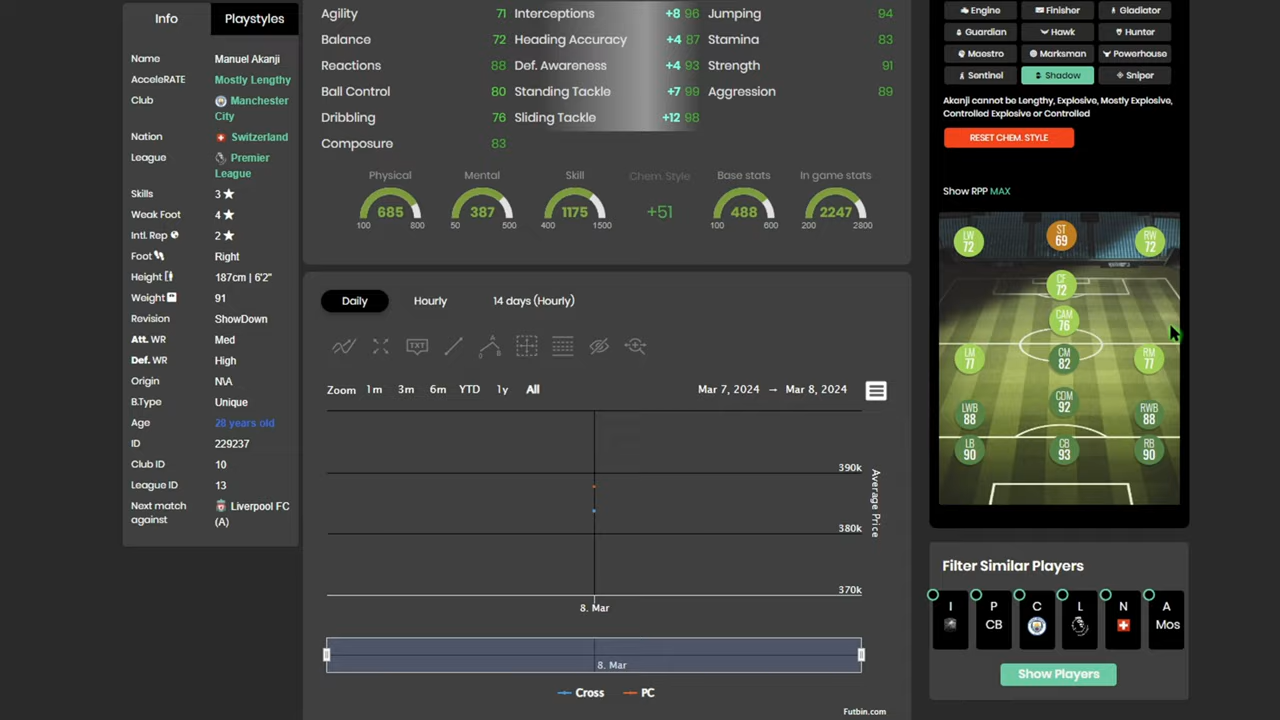 Info
Playstyles
Name Manuel Akanji
AcceleRATE Mostly Lengthy
Club Manchester
City
Nation Switzerland
League Premier
League
Skills 3
Weak Foot 4
Intl. Rep 2
Foot Right
Height 187cm | 6'2"
Weight 91
Revision ShowDown
Att. WR Med
Def. WR High
Origin N\A
B.Type Unique
Age 28 years old
ID 229237
Club ID 10
League ID 13
Next match Liverpool FC
against (A)
Agility 71 Interceptions +8 96 Jumping 94
Balance 72 Heading Accuracy +4 87 Stamina 83
Reactions 88 Def. Awareness +4 93 Strength 91
Ball Control 80 Standing Tackle +7 99 Aggression 89
Dribbling 76 Sliding Tackle +12 98
Composure 83
Physical Mental Skill Chem. Style Base stats In game stats
685 387 1175 +51 488 2247
100 800 50 500 40 1500 100 600 200 2800
Daily Hourly 14 days (Hourly)
TXT
Zoom 1m 3m 6m YTD 1y All Mar 7, 2024 → Mar 8, 2024
390k
380k
370k
Average Price
8. Mar
8. Mar
Cross PC
Futbin.com
Engine Finisher Gladiator
Guardian Hawk Hunter
Maestro Marksman Powerhouse
Sentinel Shadow Sniper
Akanji cannot be Lengthy, Explosive, Mostly Explosive,
Controlled Explosive or Controlled
RESET CHEM. STYLE
Show RPP MAX
LW 72
ST 69
RW 72
CF 72
CAM 76
LM 77
CM 82
RM 77
CDM 92
LWB 88
RWB 88
LB 90
CB 93
RB 90
Filter Similar Players
I P C L N A
CB Mos
Show Players